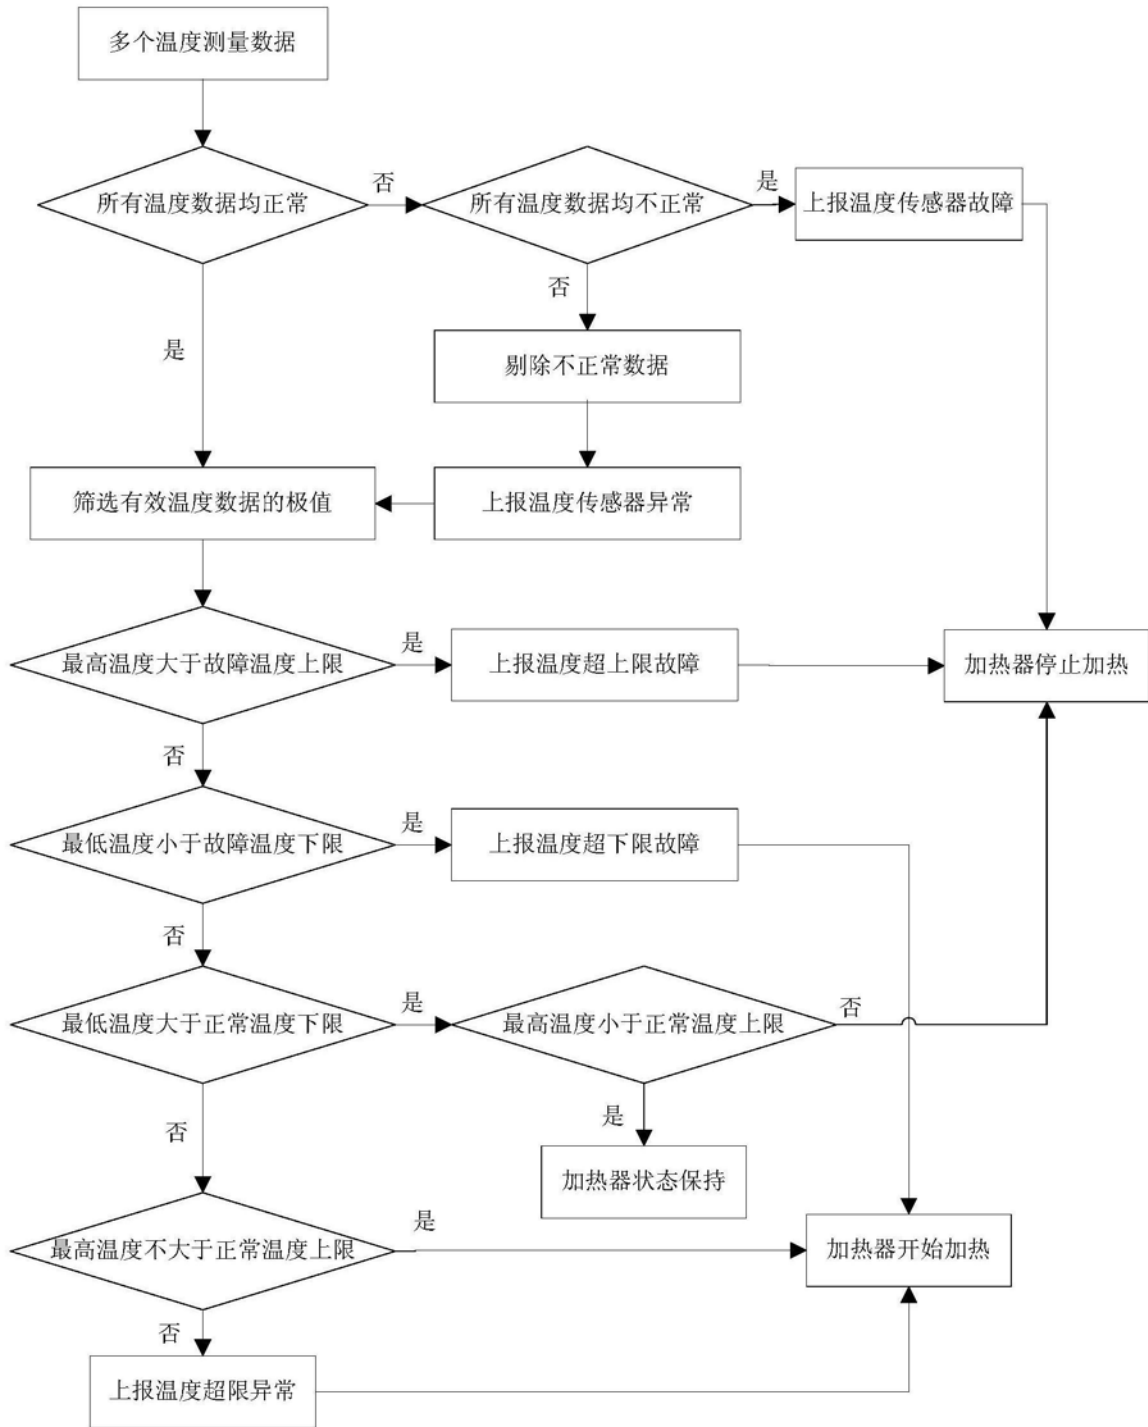 多个温度测量数据
所有温度数据均正常
否
所有温度数据均不正常
是
上报温度传感器故障
否
是
剔除不正常数据
筛选有效温度数据的极值
上报温度传感器异常
最高温度大于故障温度上限
是
上报温度超上限故障
加热器停止加热
否
最低温度小于故障温度下限
是
上报温度超下限故障
否
最低温度大于正常温度下限
是
最高温度小于正常温度上限
否
否
是
加热器状态保持
最高温度不大于正常温度上限
是
加热器开始加热
否
上报温度超限异常